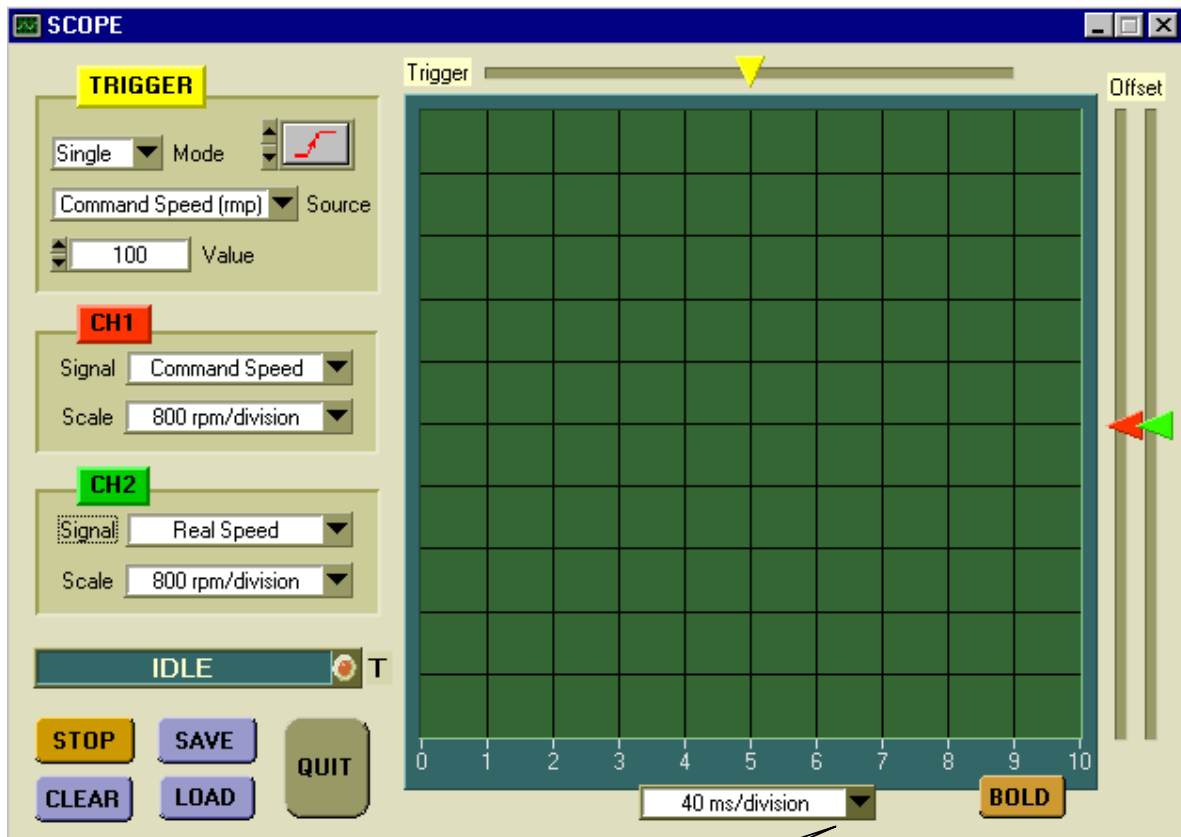 SCOPE
TRIGGER
Single Mode
Command Speed (rmp) Source
100 Value
CH1
Signal Command Speed
Scale 800 rpm/division
CH2
Signal Real Speed
Scale 800 rpm/division
IDLE T
STOP SAVE QUIT
CLEAR LOAD
Trigger
Offset
0 1 2 3 4 5 6 7 8 9 10
40 ms/division
BOLD